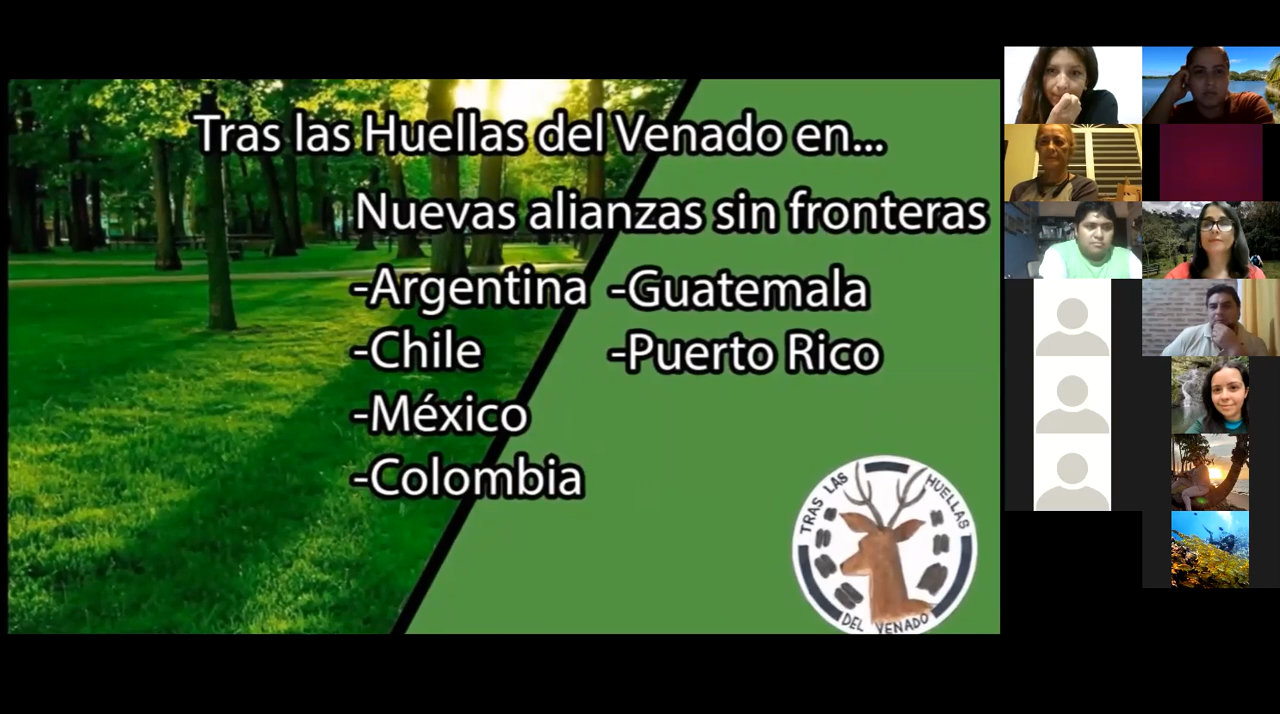 Tras las Huellas del Venado en...
Nuevas alianzas sin fronteras
-Argentina
-Chile
-México
-Colombia
-Guatemala
-Puerto Rico
TRAS LAS HUELLAS
DEL VENADO